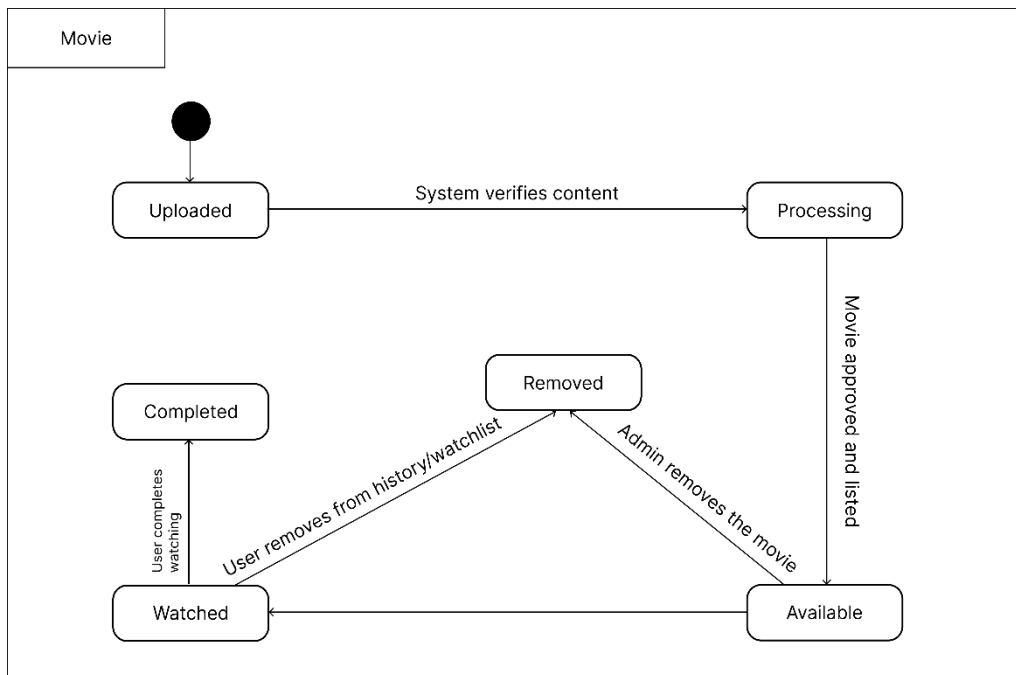 Movie
System verifies content
Uploaded
Processing
Movie approved and listed
Removed
Completed
Admin removes the movie
User removes from history/watchlist
User completes
watching
Watched
Available